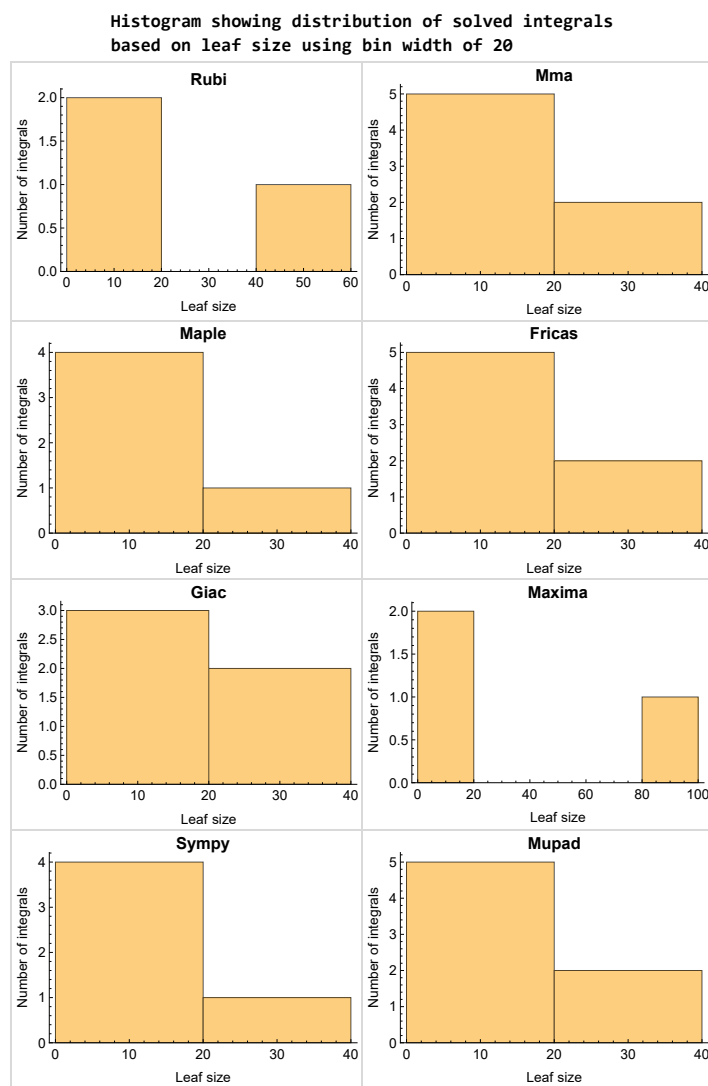 Histogram showing distribution of solved integrals
based on leaf size using bin width of 20
Rubi
Number of integrals
2.0
1.5
1.0
0.5
0.0
0 10 20 30 40 50 60
Leaf size
Mma
Number of integrals
5
4
3
2
1
0
0 10 20 30 40
Leaf size
Maple
Number of integrals
4
3
2
1
0
0 10 20 30 40
Leaf size
Fricas
Number of integrals
5
4
3
2
1
0
0 10 20 30 40
Leaf size
Giac
Number of integrals
3.0
2.5
2.0
1.5
1.0
0.5
0.0
0 10 20 30 40
Leaf size
Maxima
Number of integrals
2.0
1.5
1.0
0.5
0.0
0 20 40 60 80 100
Leaf size
Sympy
Number of integrals
4
3
2
1
0
0 10 20 30 40
Leaf size
Mupad
Number of integrals
5
4
3
2
1
0
0 10 20 30 40
Leaf size